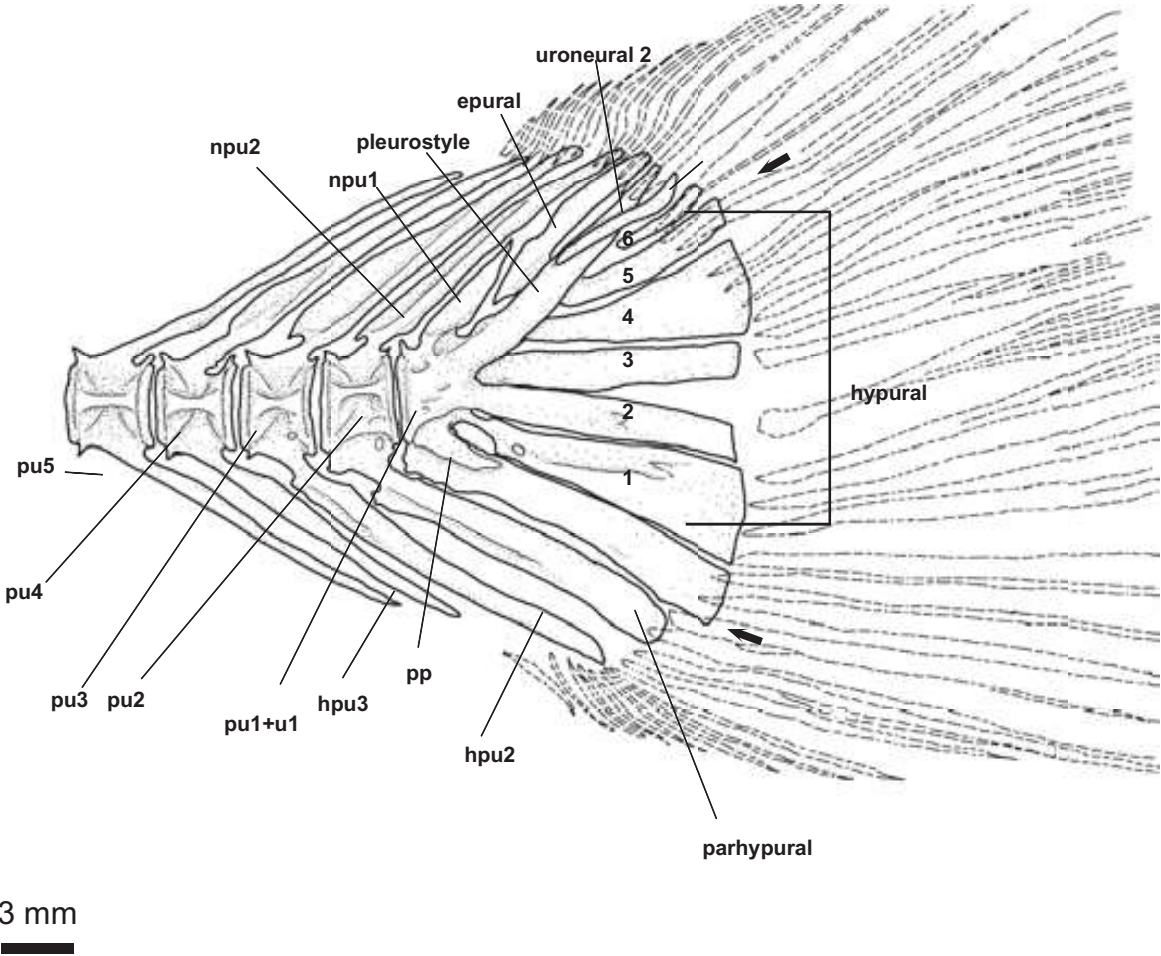 uroneural 2
epural
pleurostyle
npu2
npu1
6
5
4
3
hypural
2
1
pu5
pu4
pp
pu3 pu2
hpu3
pu1+u1
hpu2
parhypural
3 mm